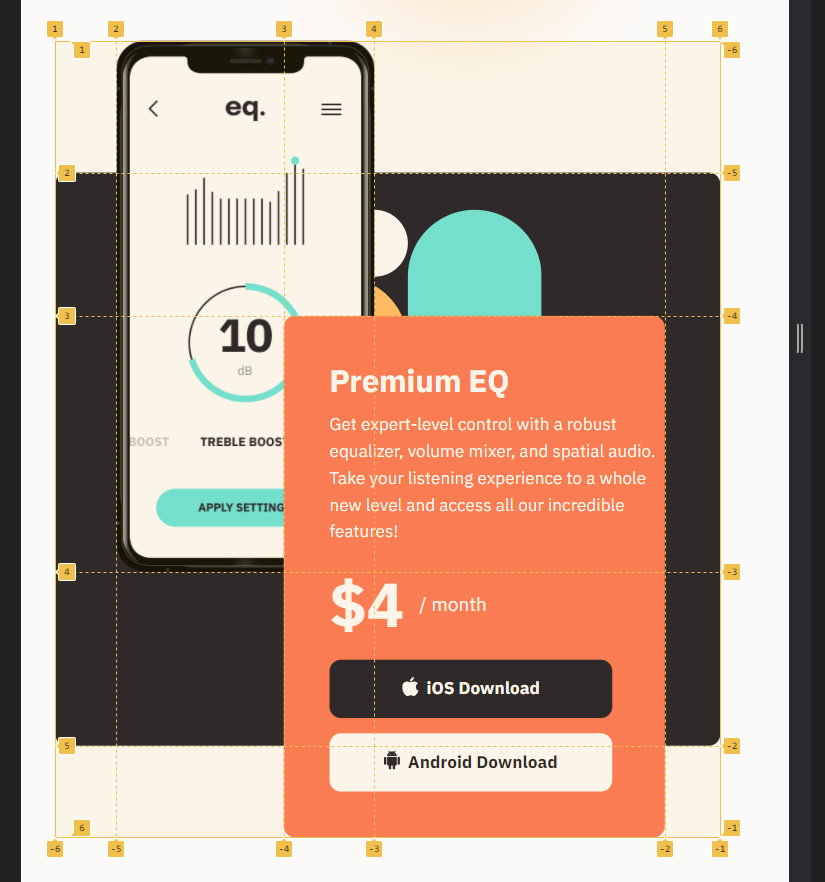 1 2 3 4 5 6
1 -6
eq.
2 -5
3 -4
10
dB
BOOST TREBLE BOOST
APPLY SETTING
Premium EQ
Get expert-level control with a robust
equalizer, volume mixer, and spatial audio.
Take your listening experience to a whole
new level and access all our incredible
features!
4 -3
$4 / month
iOS Download
5 -2
Android Download
6 -1
-6 -5 -4 -3 -2 -1